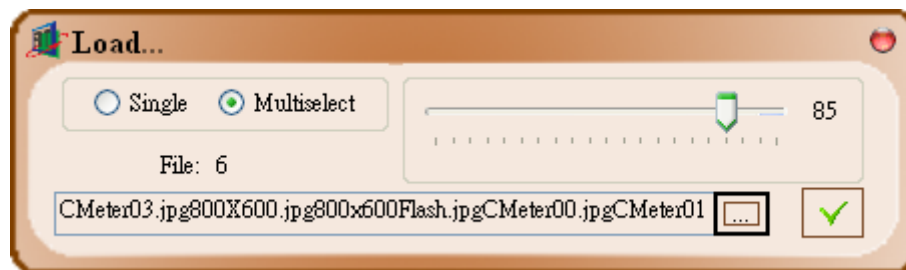 Load...
Single Multiselect
85
File: 6
CMeter03.jpg800X600.jpg800x600Flash.jpgCMeter00.jpgCMeter01
...